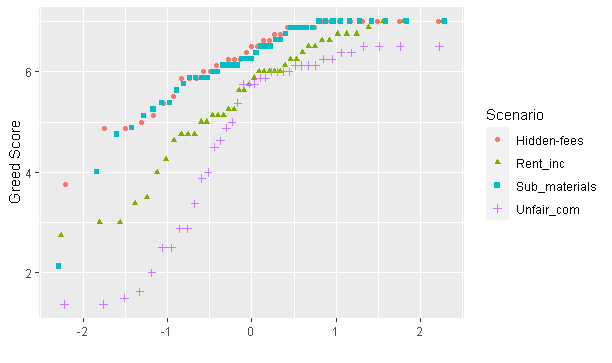 Greed Score
6
4
2
-2
-1
0
1
2
Scenario
Hidden-fees
Rent_inc
Sub_materials
Unfair_com